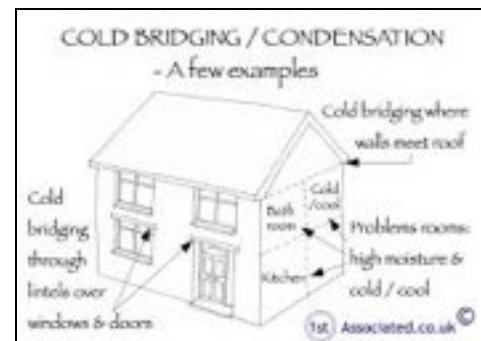 COLD BRIDGING / CONDENSATION
- A few examples
Cold bridging where
walls meet roof
Cold
/cool
Bath
room
Kitchen
Problems rooms:
high moisture &
cold / cool
Cold
bridging
through
lintels over
windows & doors
1st Associated.co.uk ©